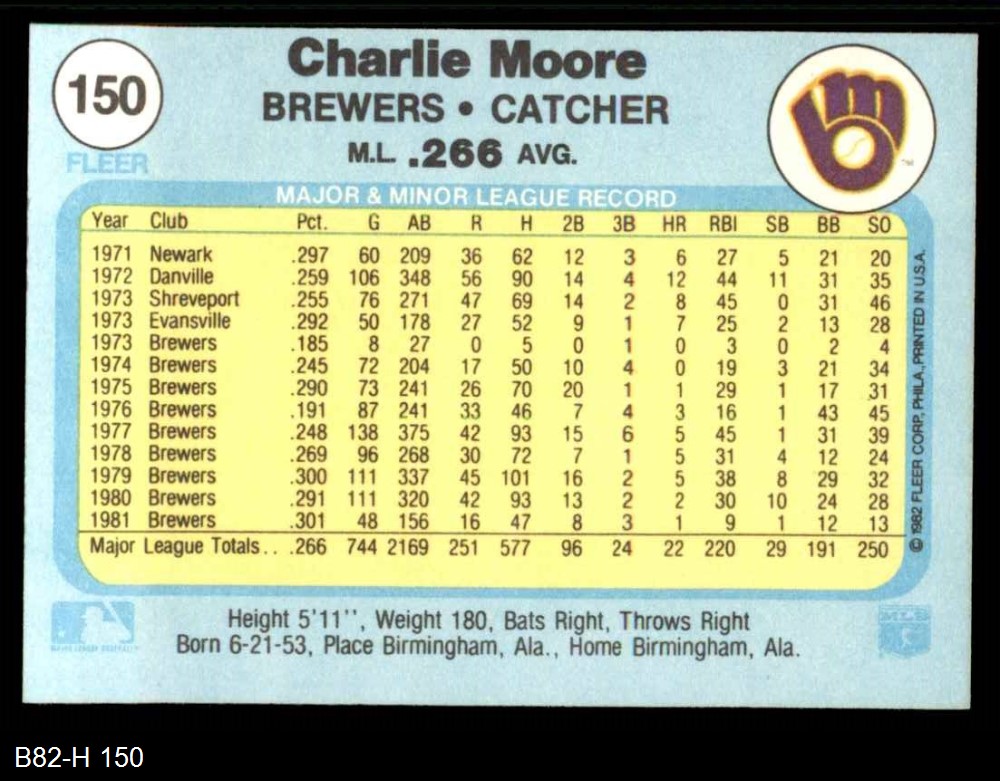 150
FLEER
Charlie Moore
BREWERS • CATCHER
M.L. .266 AVG.
TM
MAJOR & MINOR LEAGUE RECORD
Year Club Pct. G AB R H 2B 3B HR RBI SB BB SO
1971 Newark .297 60 209 36 62 12 3 6 27 5 21 20
1972 Danville .259 106 348 56 90 14 4 12 44 11 31 35
1973 Shreveport .255 76 271 47 69 14 2 8 45 0 31 46
1973 Evansville .292 50 178 27 52 9 1 7 25 2 13 28
1973 Brewers .185 8 27 0 5 0 1 0 3 0 2 4
1974 Brewers .245 72 204 17 50 10 4 0 19 3 21 34
1975 Brewers .290 73 241 26 70 20 1 1 29 1 17 31
1976 Brewers .191 87 241 33 46 7 4 3 16 1 43 45
1977 Brewers .248 138 375 42 93 15 6 5 45 1 31 39
1978 Brewers .269 96 268 30 72 7 1 5 31 4 12 24
1979 Brewers .300 111 337 45 101 16 2 5 38 8 29 32
1980 Brewers .291 111 320 42 93 13 2 2 30 10 24 28
1981 Brewers .301 48 156 16 47 8 3 1 9 1 12 13
Major League Totals. . .266 744 2169 251 577 96 24 22 220 29 191 250
© 1982 FLEER CORP., PHILA., PRINTED IN U.S.A.
Height 5'11'', Weight 180, Bats Right, Throws Right
Born 6-21-53, Place Birmingham, Ala., Home Birmingham, Ala.
MAJOR LEAGUE BASEBALL
MLB
B82-H 150